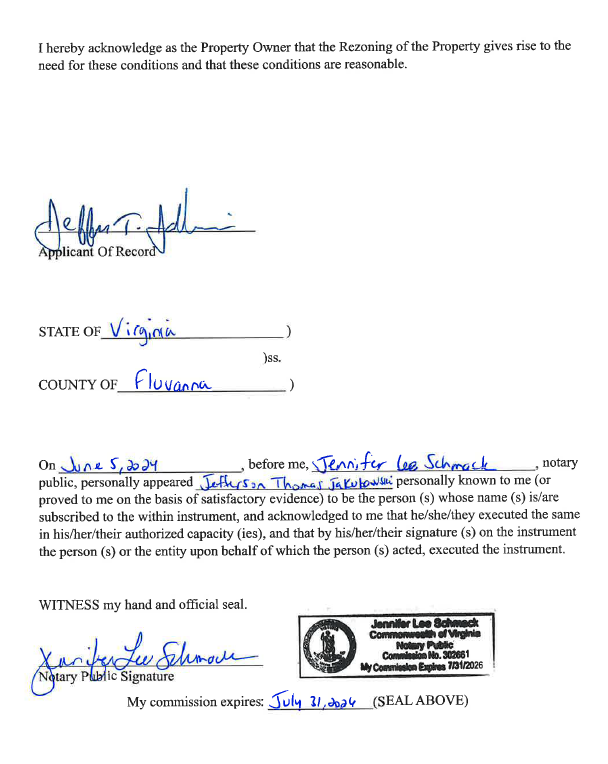 I hereby acknowledge as the Property Owner that the Rezoning of the Property gives rise to the
need for these conditions and that these conditions are reasonable.
Applicant Of Record
STATE OF Virginia )
)ss.
COUNTY OF Fluvanna )
On June 5, 2024, before me, Jennifer Lee Schmack, notary
public, personally appeared Jefferson Thomas Jakubowski personally known to me (or
proved to me on the basis of satisfactory evidence) to be the person (s) whose name (s) is/are
subscribed to the within instrument, and acknowledged to me that he/she/they executed the same
in his/her/their authorized capacity (ies), and that by his/her/their signature (s) on the instrument
the person (s) or the entity upon behalf of which the person (s) acted, executed the instrument.
WITNESS my hand and official seal.
Jennifer Lee Schmack
Commonwealth of Virginia
Notary Public
Commission No. 302661
My Commission Expires 7/31/2026
Jennifer Lee Schmack
Notary Public Signature
My commission expires: July 31, 2026 (SEAL ABOVE)